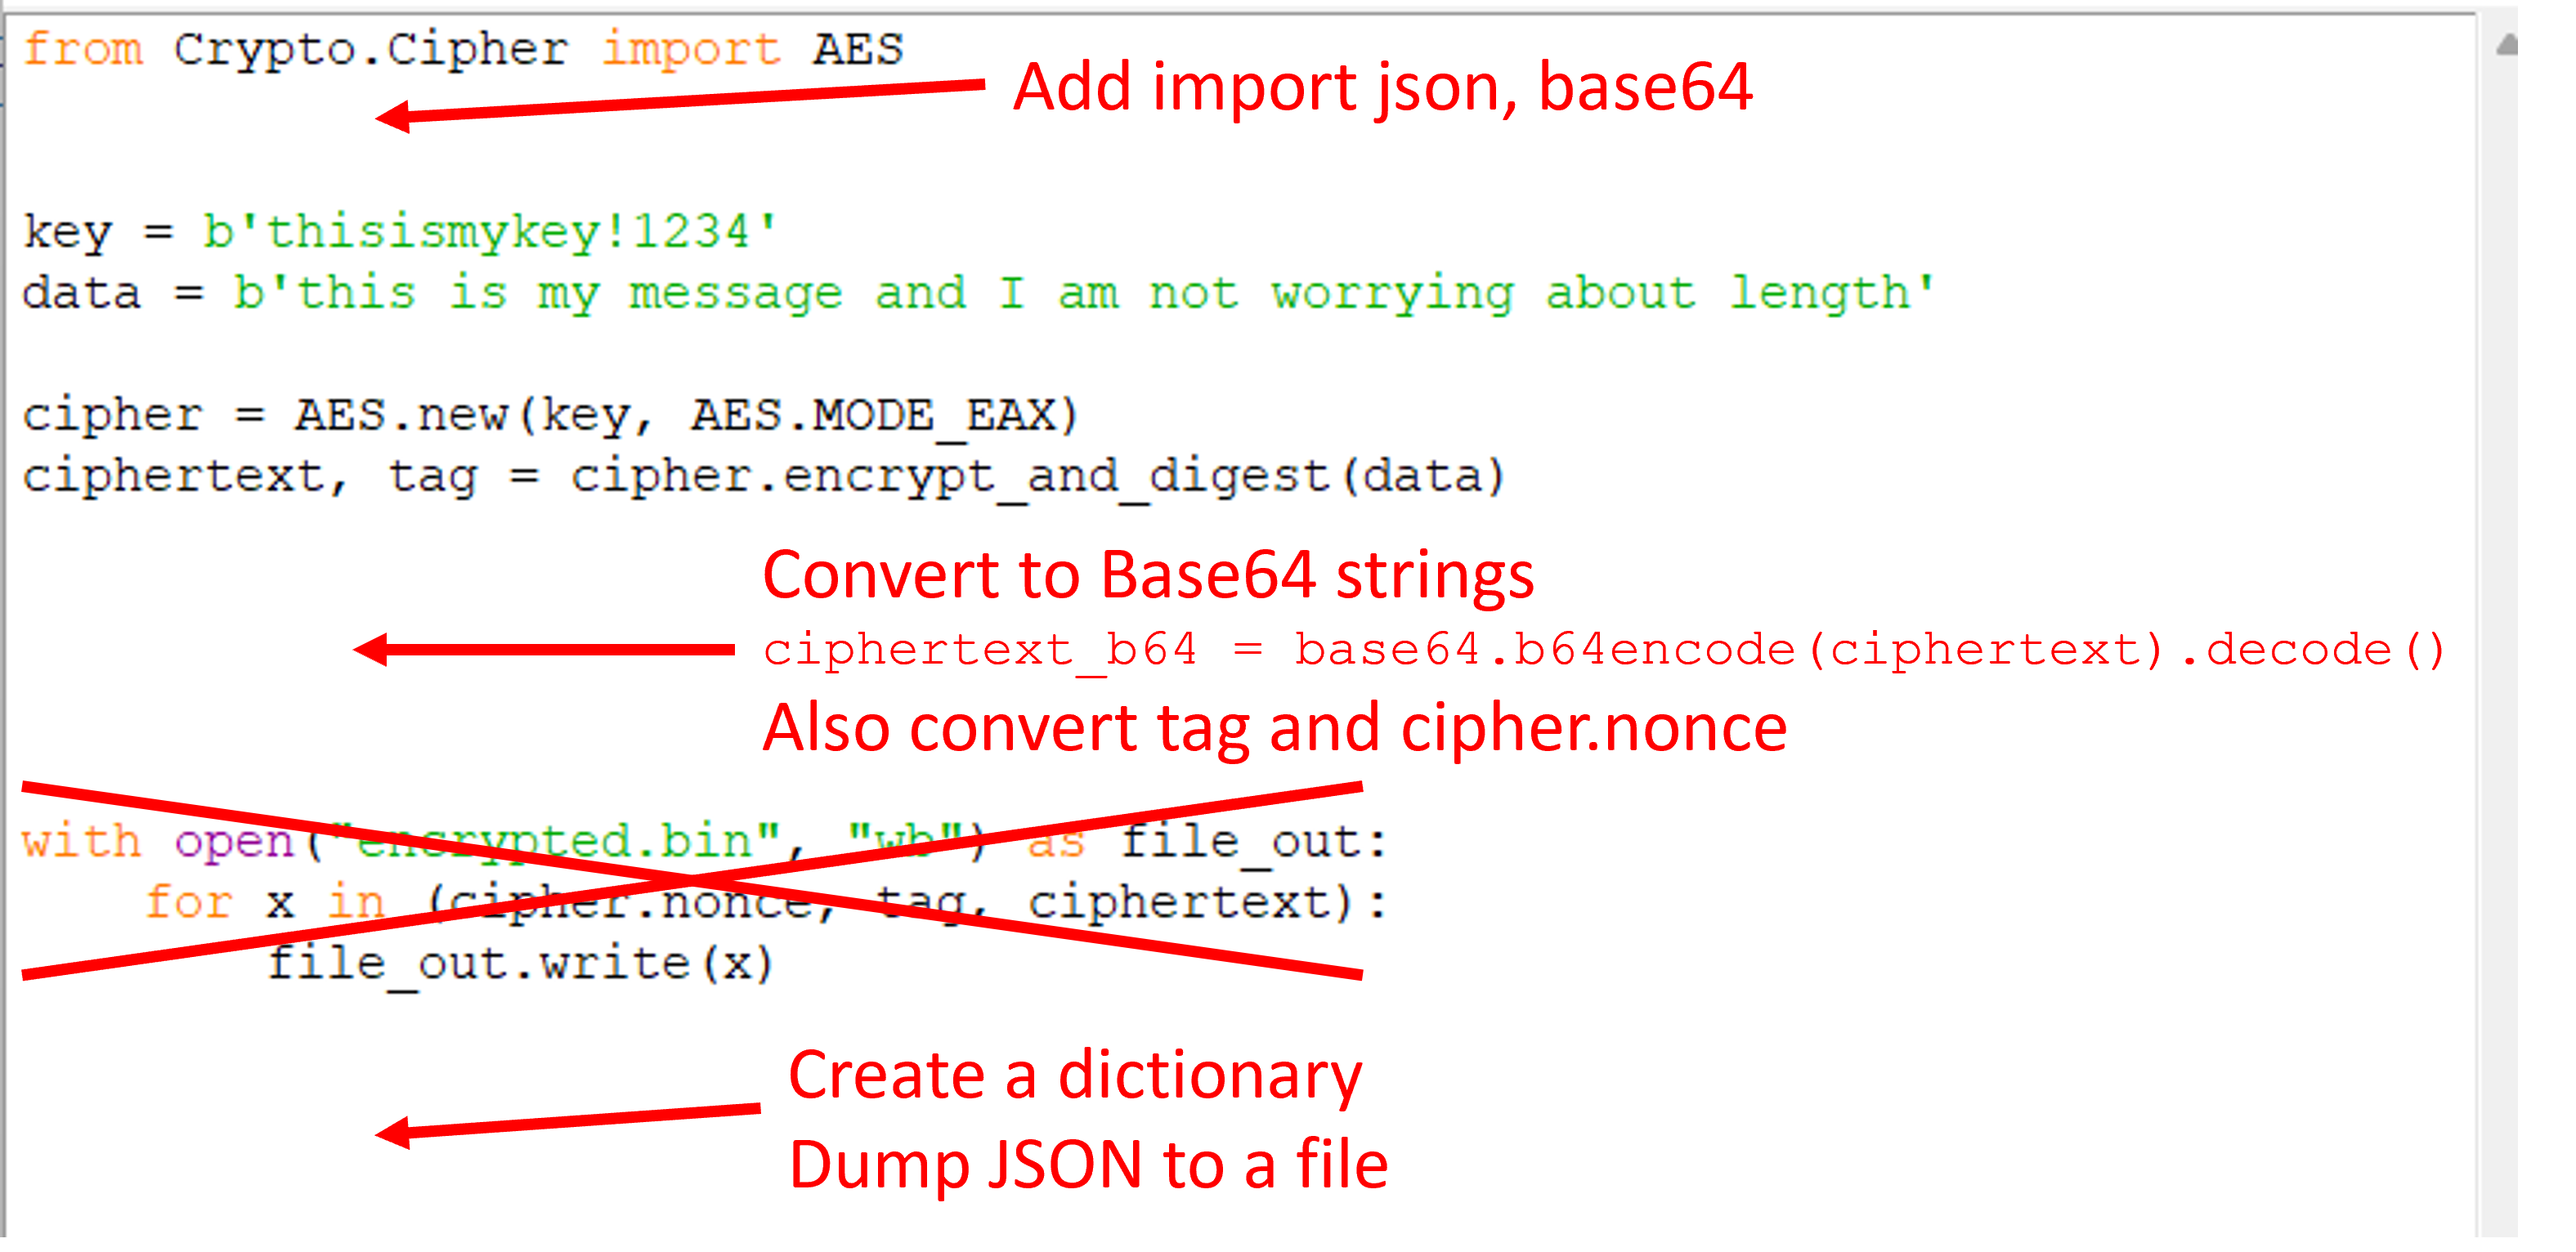 from Crypto.Cipher import AES
Add import json, base64
key = b'thisismykey!1234'
data = b'this is my message and I am not worrying about length'
cipher = AES.new(key, AES.MODE_EAX)
ciphertext, tag = cipher.encrypt_and_digest(data)
Convert to Base64 strings
ciphertext_b64 = base64.b64encode(ciphertext).decode()
Also convert tag and cipher.nonce
with open("encrypted.bin", "wb") as file_out:
    for x in (cipher.nonce, tag, ciphertext):
        file_out.write(x)
Create a dictionary
Dump JSON to a file